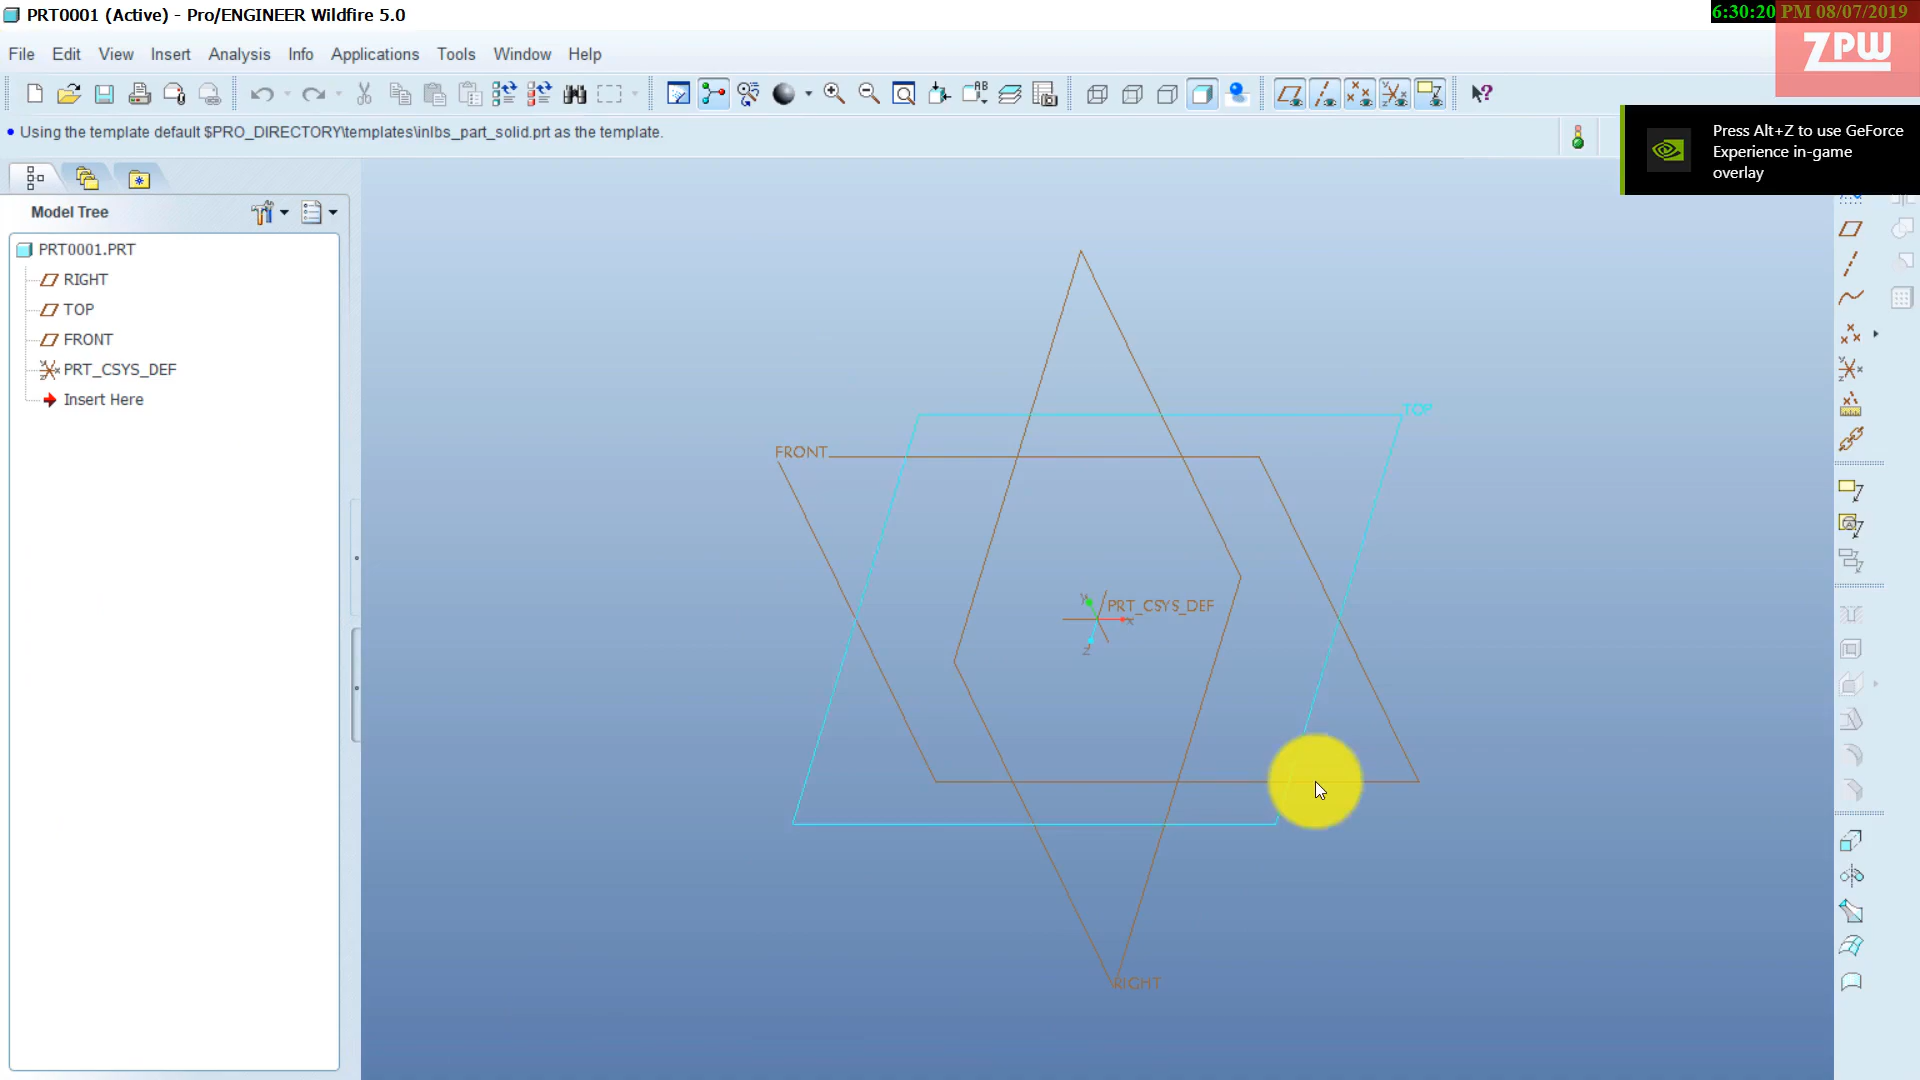 PRT0001 (Active) - Pro/ENGINEER Wildfire 5.0
6:30:20 PM 08/07/2019
ZPW
File Edit View Insert Analysis Info Applications Tools Window Help
Using the template default $PRO_DIRECTORY\templates\inlbs_part_solid.prt as the template.
Press Alt+Z to use GeForce
Experience in-game
overlay
Model Tree
PRT0001.PRT
RIGHT
TOP
FRONT
PRT_CSYS_DEF
Insert Here
TOP
FRONT
Y
PRT_CSYS_DEF
X
Z
RIGHT